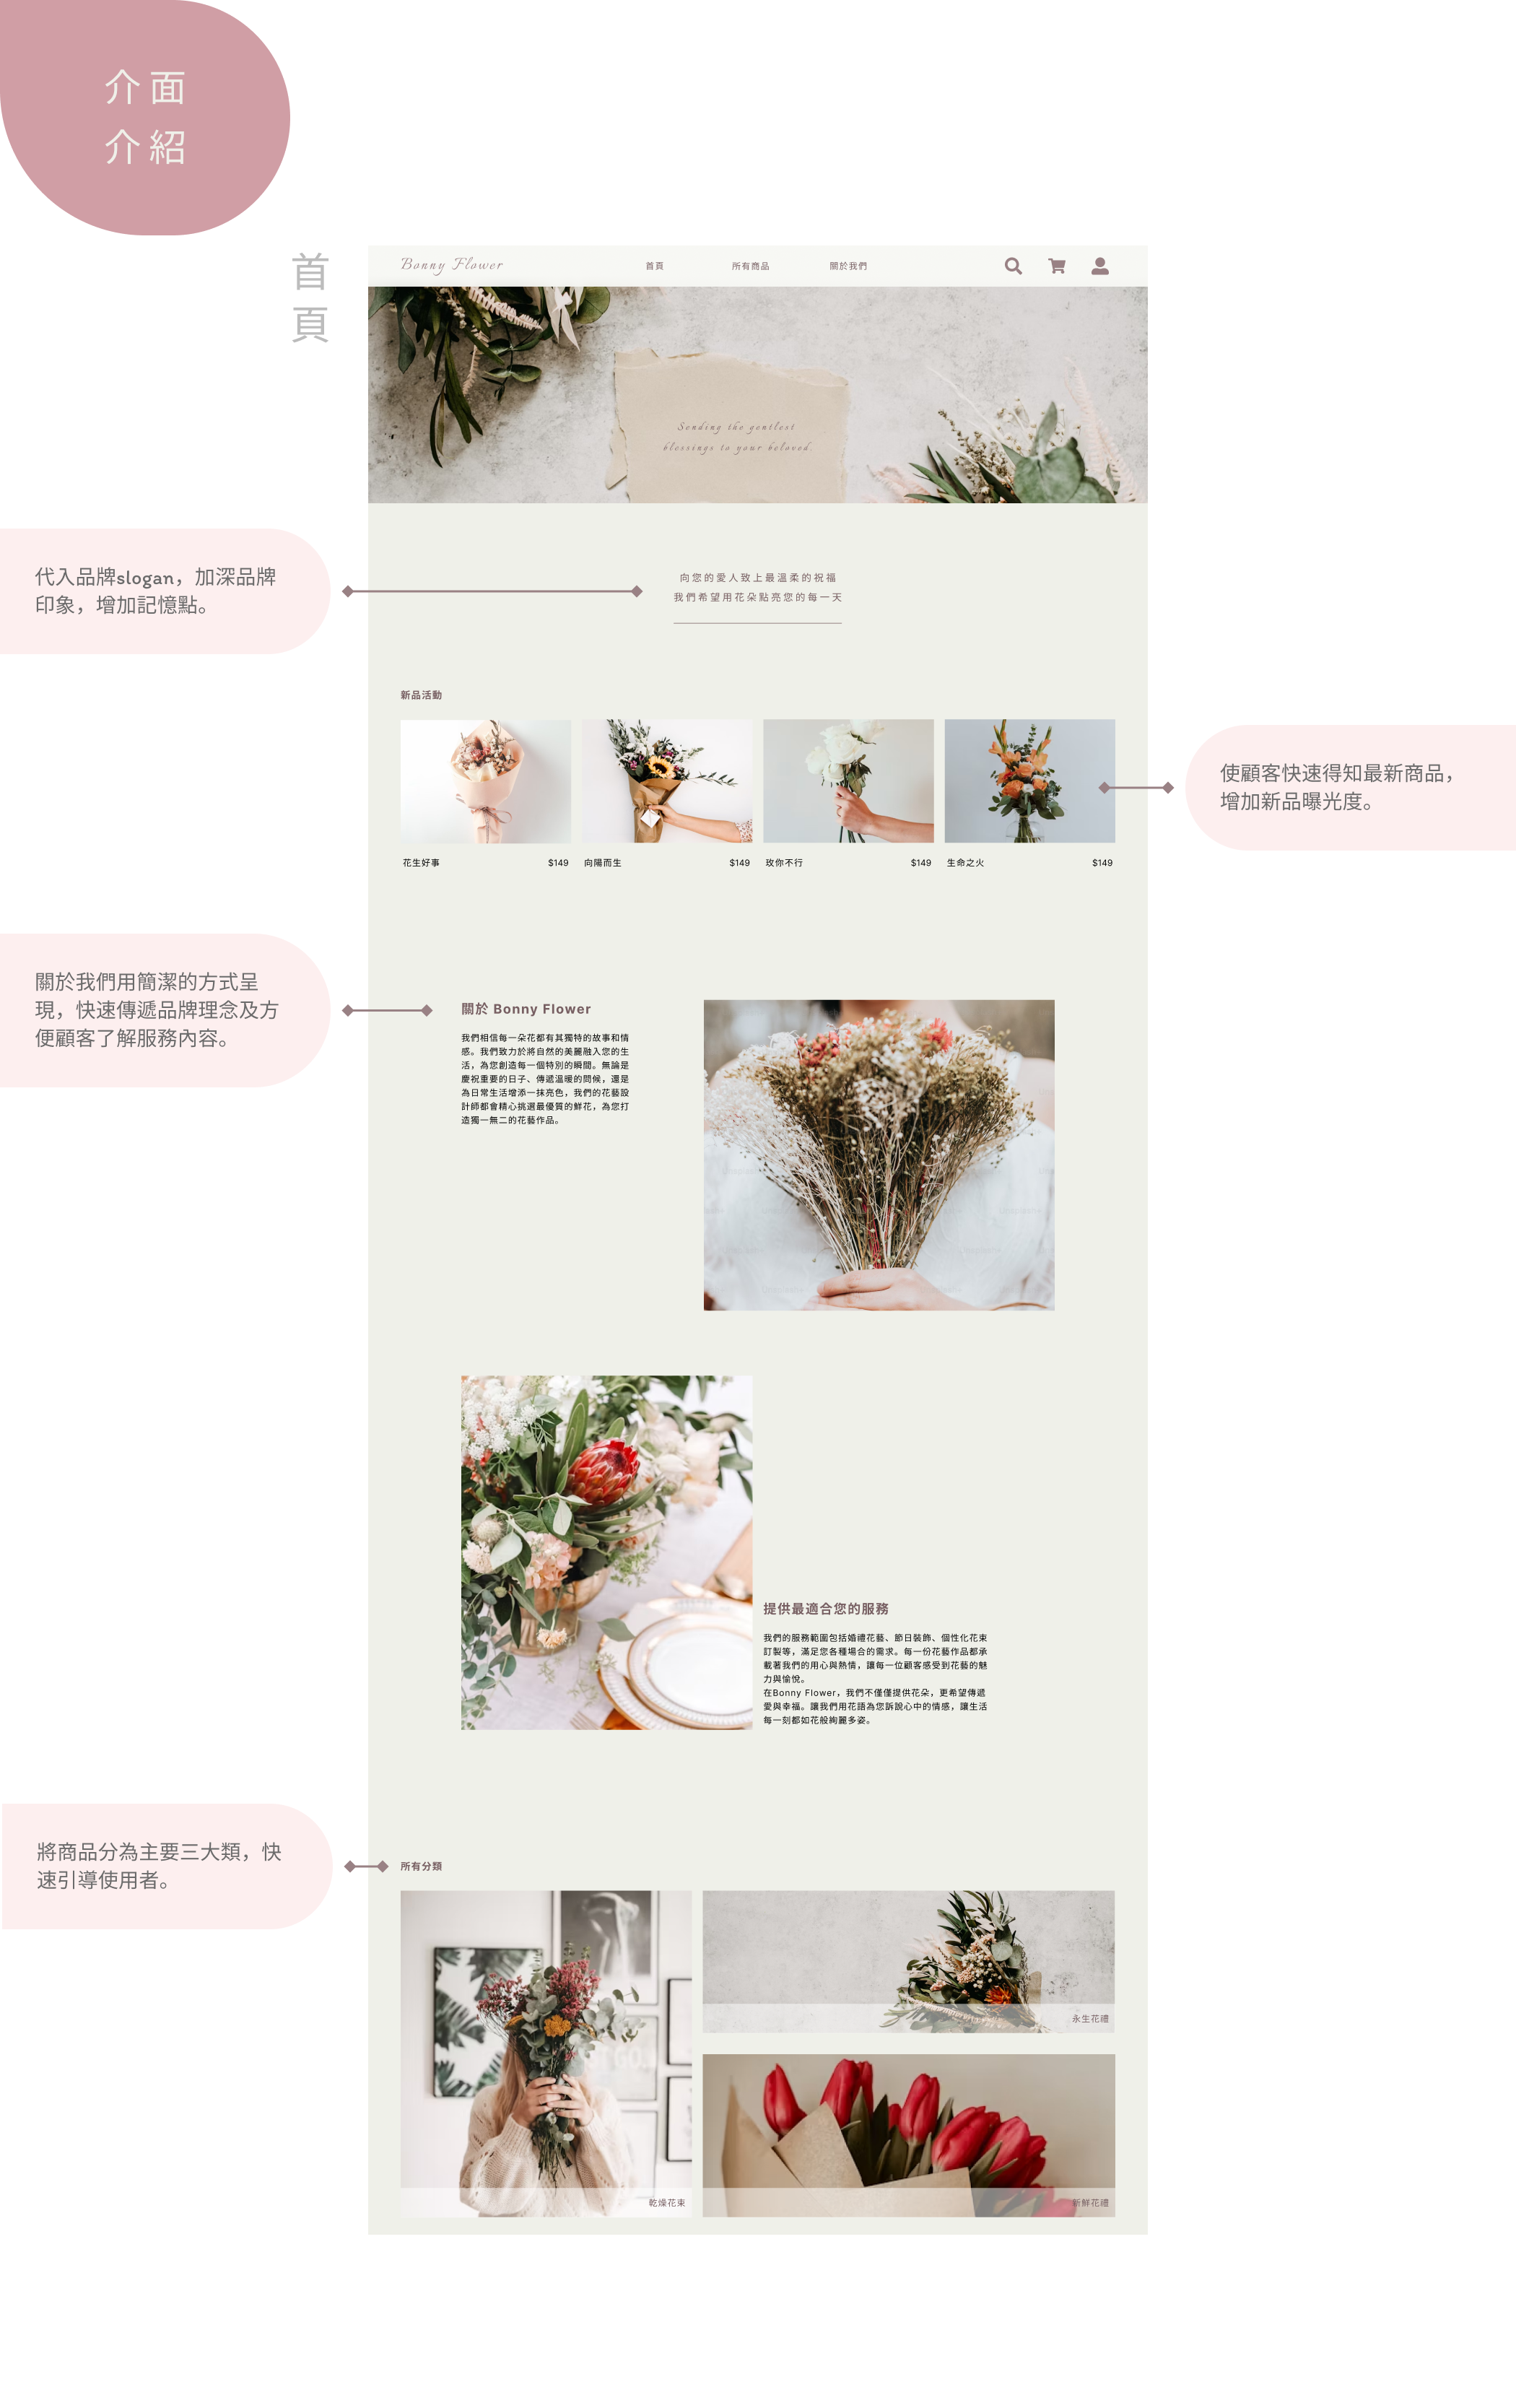 介面
介紹
首頁
Bonny Flower
首頁
所有商品
關於我們
Sending the gentlest
blessings to your beloved.
代入品牌slogan，加深品牌
印象，增加記憶點。
向您的愛人致上最溫柔的祝福
我們希望用花朵點亮您的每一天
新品活動
花生好事 $149
向陽而生 $149
玫你不行 $149
生命之火 $149
使顧客快速得知最新商品，
增加新品曝光度。
關於我們用簡潔的方式呈
現，快速傳遞品牌理念及方
便顧客了解服務內容。
關於 Bonny Flower
我們相信每一朵花都有其獨特的故事和情
感。我們致力於將自然的美麗融入您的生
活，為您創造每一個特別的瞬間。無論是
慶祝重要的日子、傳遞溫暖的問候，還是
為日常生活增添一抹亮色，我們的花藝設
計師都會精心挑選最優質的鮮花，為您打
造獨一無二的花藝作品。
提供最適合您的服務
我們的服務範圍包括婚禮花藝、節日裝飾、個性化花束
訂製等，滿足您各種場合的需求。每一份花藝作品都承
載著我們的用心與熱情，讓每一位顧客感受到花藝的魅
力與愉悅。
在Bonny Flower，我們不僅僅提供花朵，更希望傳遞
愛與幸福。讓我們用花語為您訴說心中的情感，讓生活
每一刻都如花般絢麗多姿。
將商品分為主要三大類，快
速引導使用者。
所有分類
永生花禮
乾燥花束
新鮮花禮